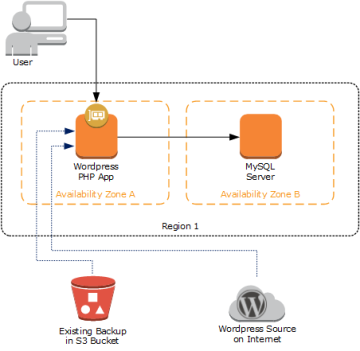 User
Wordpress
PHP App
MySQL
Server
Availability Zone A
Availability Zone B
Region 1
Existing Backup
in S3 Bucket
Wordpress Source
on Internet